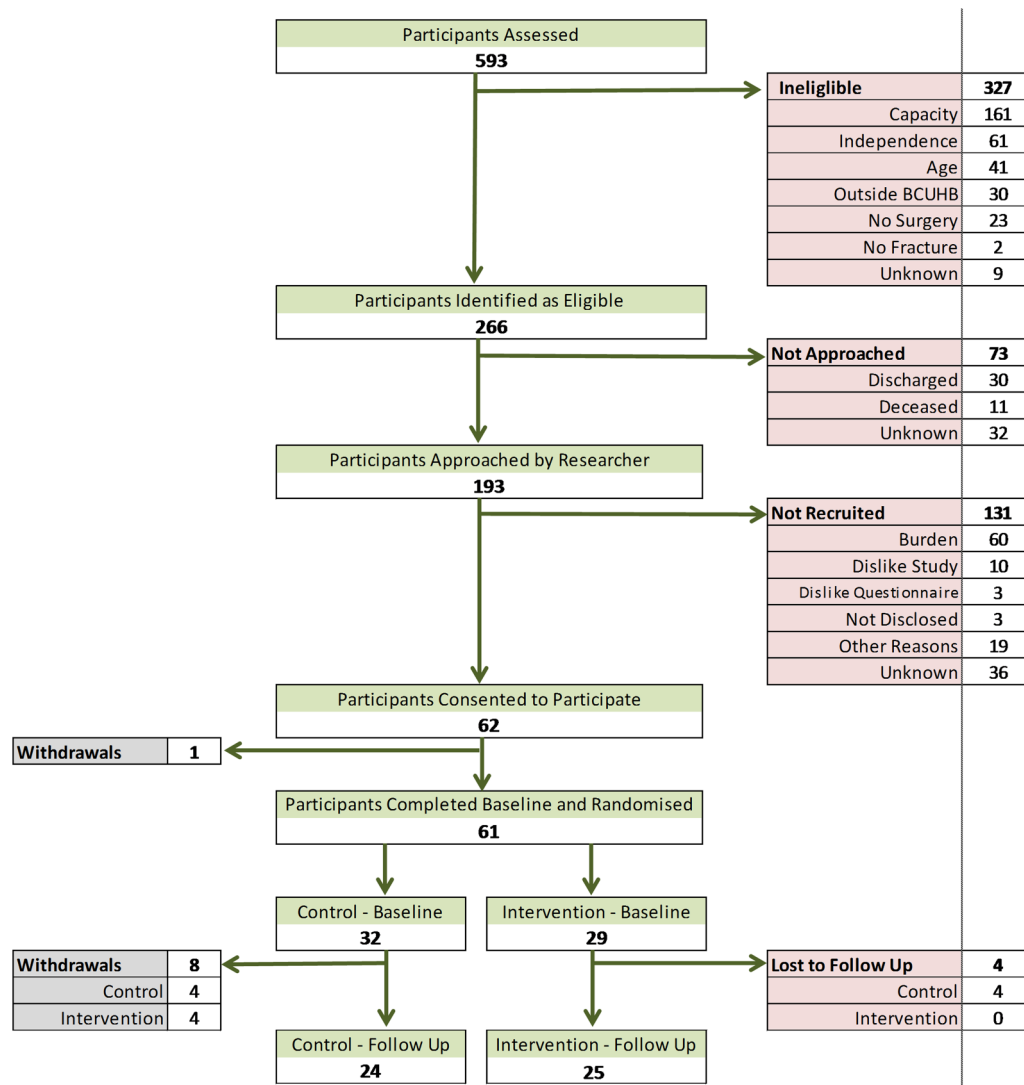 Participants Assessed
593
Ineliglible 327
Capacity 161
Independence 61
Age 41
Outside BCUHB 30
No Surgery 23
No Fracture 2
Unknown 9
Participants Identified as Eligible
266
Not Approached 73
Discharged 30
Deceased 11
Unknown 32
Participants Approached by Researcher
193
Not Recruited 131
Burden 60
Dislike Study 10
Dislike Questionnaire 3
Not Disclosed 3
Other Reasons 19
Unknown 36
Participants Consented to Participate
62
Withdrawals 1
Participants Completed Baseline and Randomised
61
Control - Baseline
32
Intervention - Baseline
29
Withdrawals 8
Control 4
Intervention 4
Lost to Follow Up 4
Control 4
Intervention 0
Control - Follow Up
24
Intervention - Follow Up
25